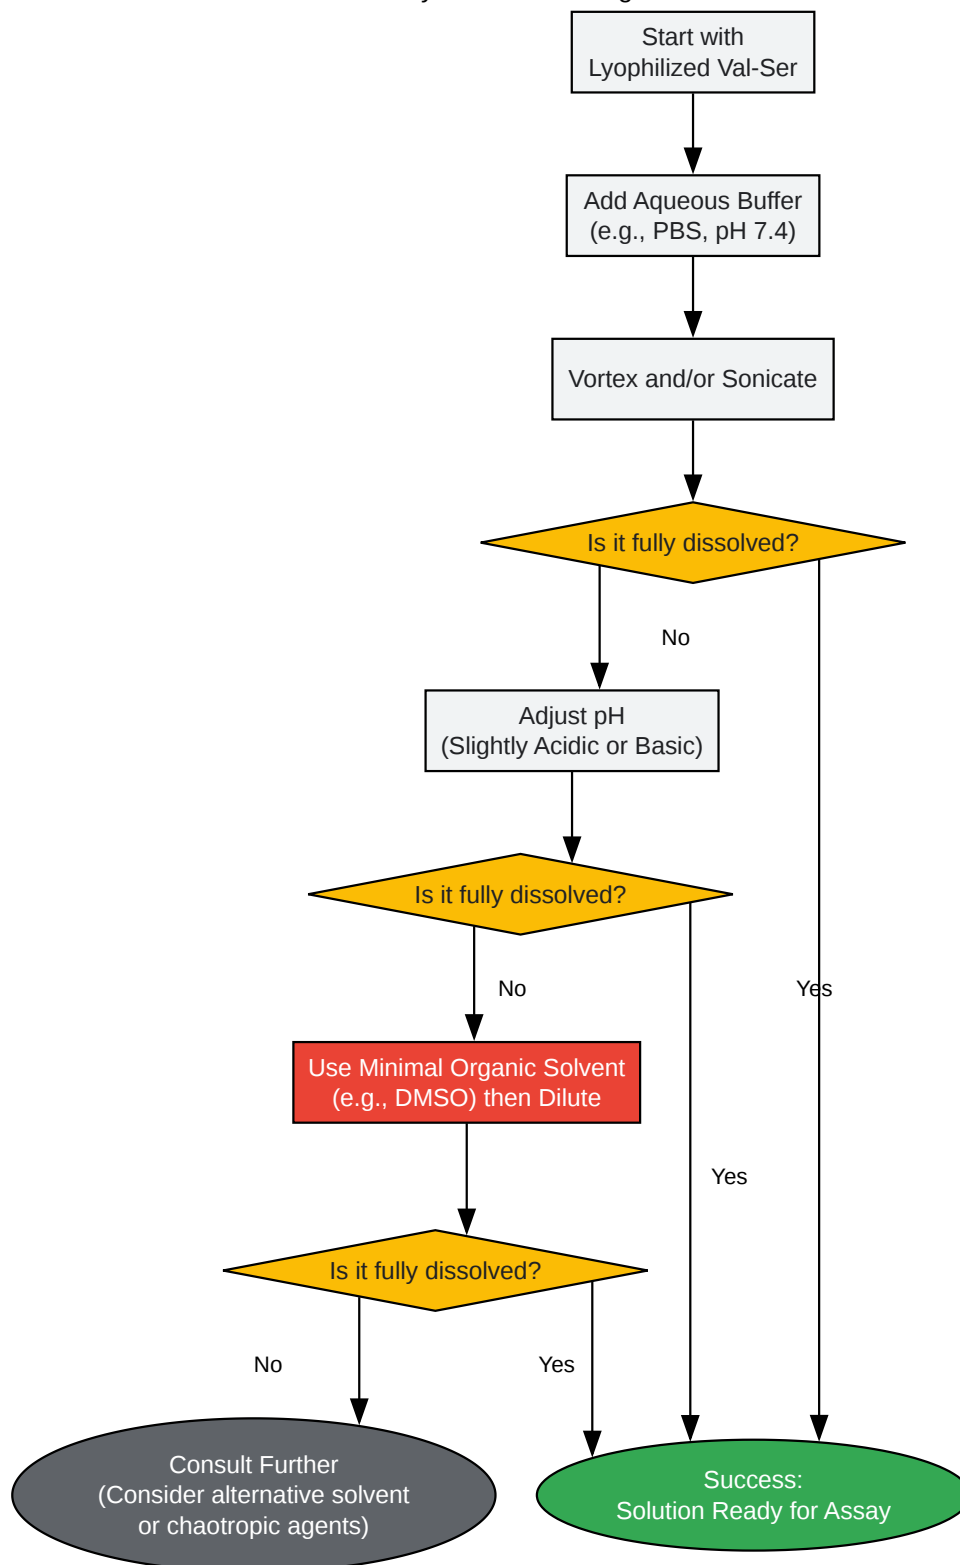 Start with
Lyophilized Val-Ser
Add Aqueous Buffer
(e.g., PBS, pH 7.4)
Vortex and/or Sonicate
Is it fully dissolved?
No
Adjust pH
(Slightly Acidic or Basic)
Is it fully dissolved?
No
Yes
Use Minimal Organic Solvent
(e.g., DMSO) then Dilute
Yes
Is it fully dissolved?
No
Yes
Consult Further
(Consider alternative solvent
or chaotropic agents)
Success:
Solution Ready for Assay